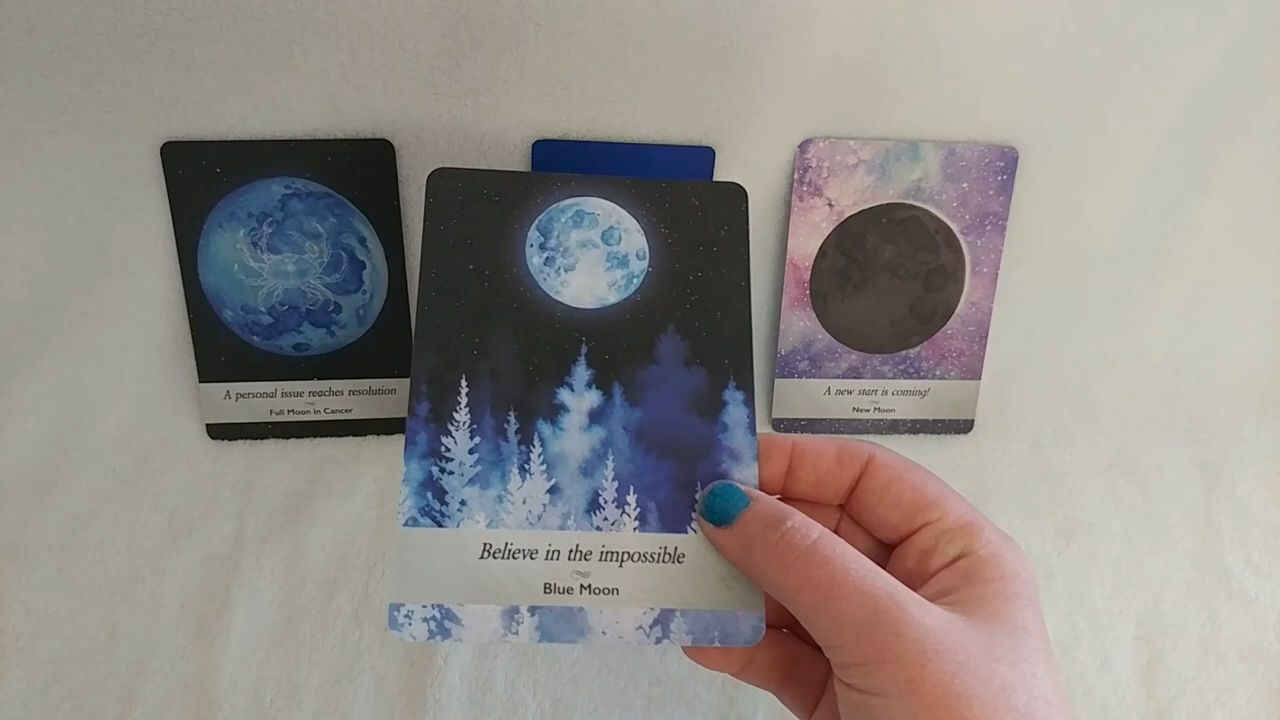 A personal issue reaches resolution
Full Moon in Cancer
Believe in the impossible
Blue Moon
A new start is coming!
New Moon